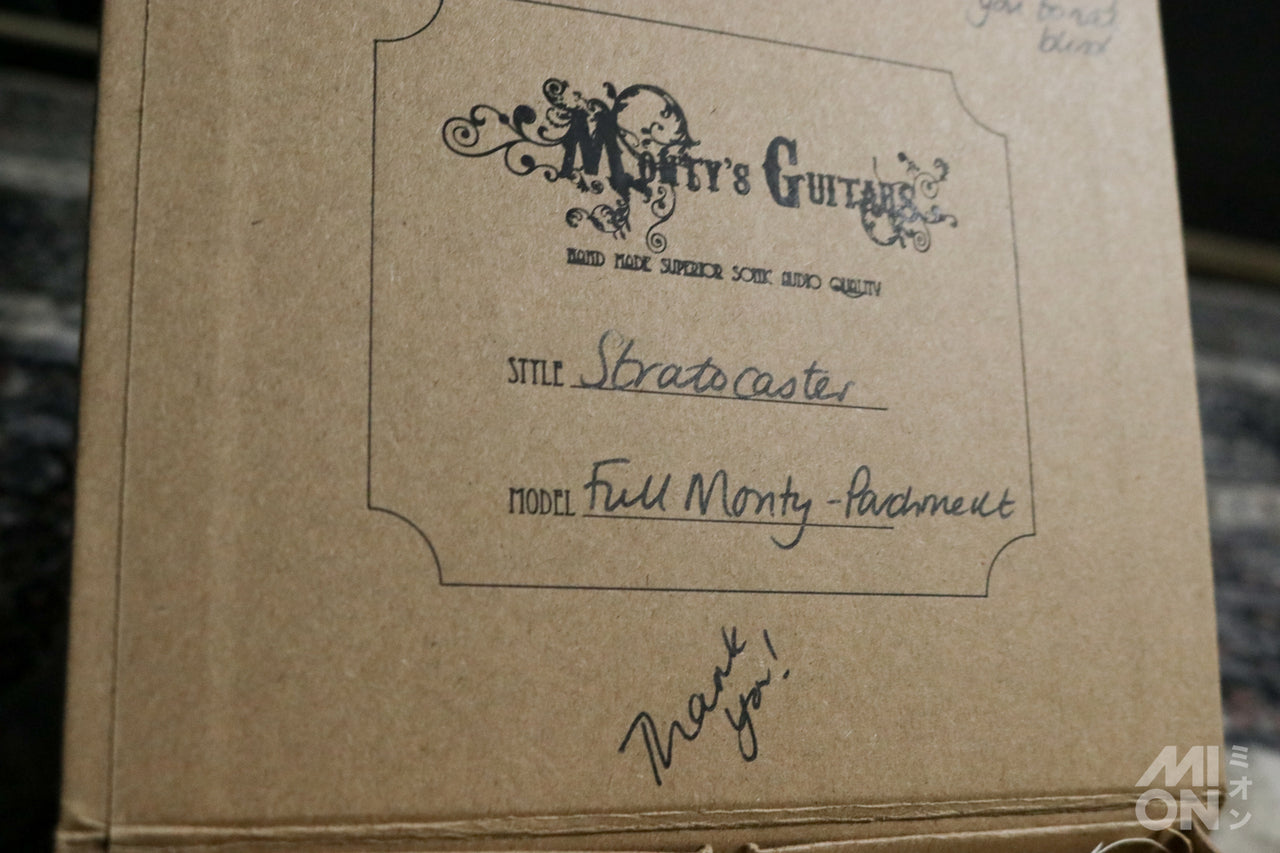 you
MONTY'S GUITARS
HAND MADE SUPERIOR SONIC AUDIO QUALITY
STYLE Stratocaster
MODEL Full Monty - Parchment
Thank
you!
MI
ON
ミオン